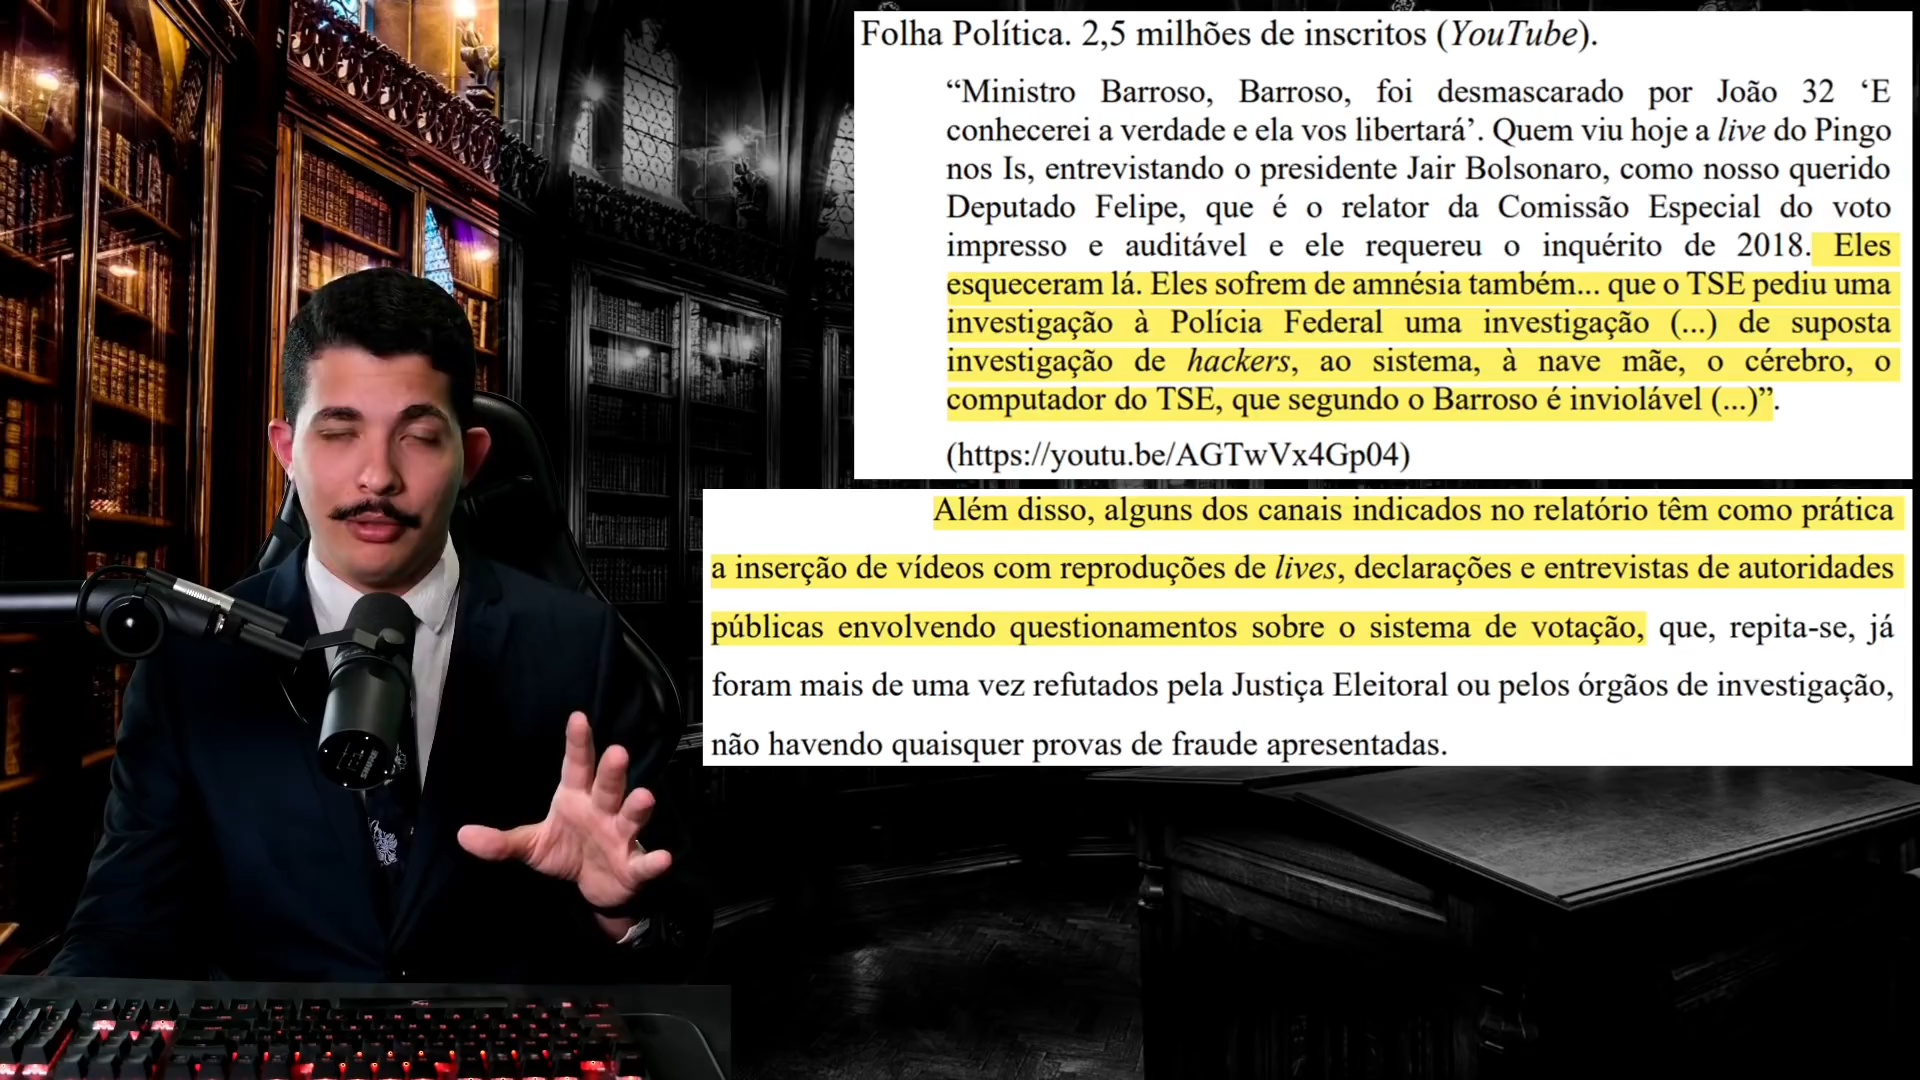 Folha Política. 2,5 milhões de inscritos (YouTube).
“Ministro Barroso, Barroso, foi desmascarado por João 32 ‘E
conhecerei a verdade e ela vos libertará’. Quem viu hoje a live do Pingo
nos Is, entrevistando o presidente Jair Bolsonaro, como nosso querido
Deputado Felipe, que é o relator da Comissão Especial do voto
impresso e auditável e ele requereu o inquérito de 2018. Eles
esqueceram lá. Eles sofrem de amnésia também... que o TSE pediu uma
investigação à Polícia Federal uma investigação (...) de suposta
investigação de hackers, ao sistema, à nave mãe, o cérebro, o
computador do TSE, que segundo o Barroso é inviolável (...)”.
(https://youtu.be/AGTwVx4Gp04)
Além disso, alguns dos canais indicados no relatório têm como prática
a inserção de vídeos com reproduções de lives, declarações e entrevistas de autoridades
públicas envolvendo questionamentos sobre o sistema de votação, que, repita-se, já
foram mais de uma vez refutados pela Justiça Eleitoral ou pelos órgãos de investigação,
não havendo quaisquer provas de fraude apresentadas.
SHURE